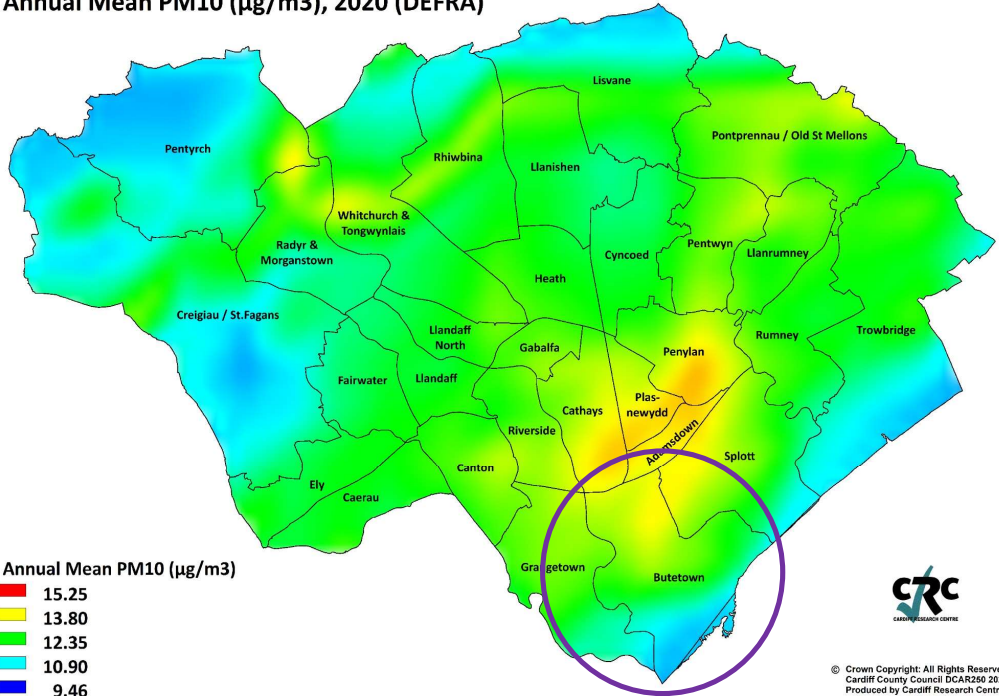 Annual Mean PM10 (µg/m3), 2020 (DEFRA)
Lisvane
Pontprennau / Old St Mellons
Pentyrch
Rhiwbina
Llanishen
Whitchurch &
Tongwynlais
Radyr &
Morganstown
Pentwyn
Cyncoed
Llanrumney
Heath
Creigiau / St.Fagans
Llandaff
North
Gabalfa
Penylan
Rumney
Trowbridge
Fairwater
Llandaff
Plas-
newydd
Cathays
Riverside
Adamsdown
Splott
Canton
Ely
Caerau
Grangetown
Butetown
Annual Mean PM10 (µg/m3)
15.25
13.80
12.35
10.90
9.46
CRC
CARDIFF RESEARCH CENTRE
© Crown Copyright: All Rights Reserve
Cardiff County Council DCAR260 20
Produced by Cardiff Research Centr